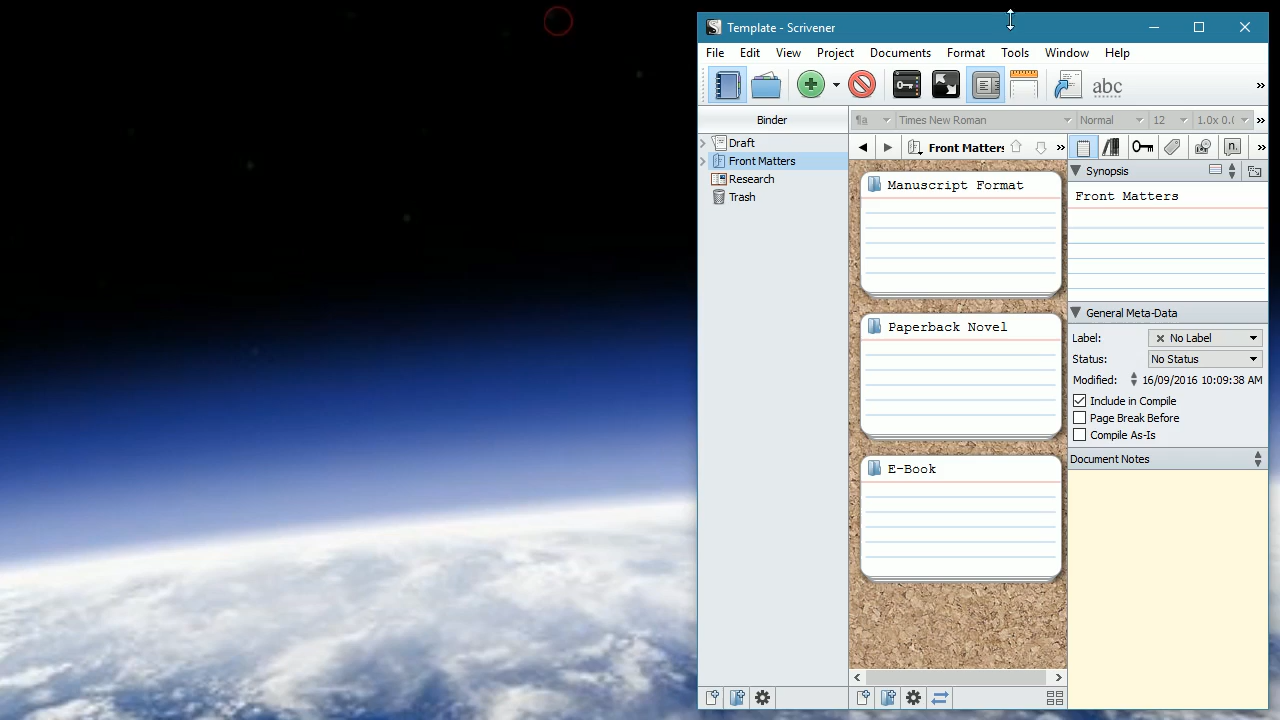 Template - Scrivener
File Edit View Project Documents Format Tools Window Help
abc
»
Binder
¶a Times New Roman Normal 12 1.0x »
Draft
Front Matters
Research
Trash
Front Matters »
n. »
Manuscript Format
Paperback Novel
E-Book
Synopsis
Front Matters
General Meta-Data
Label: No Label
Status: No Status
Modified: 16/09/2016 10:09:38 AM
Include in Compile
Page Break Before
Compile As-Is
Document Notes